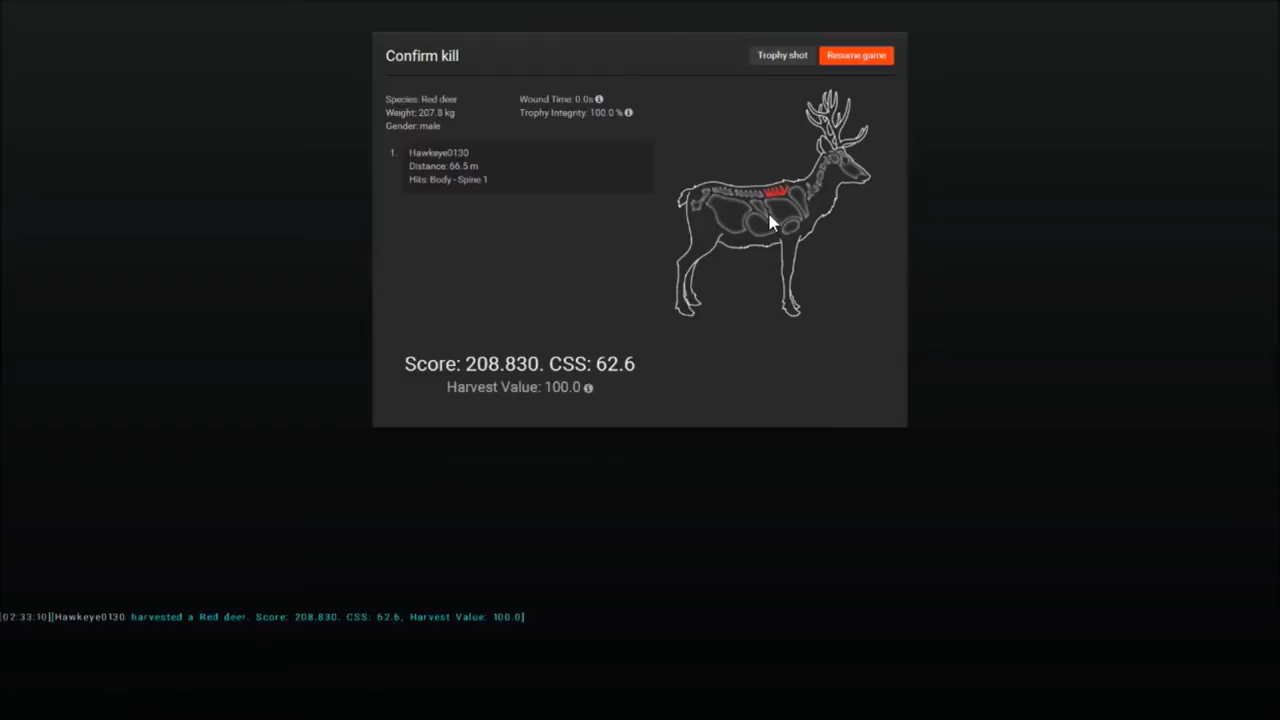 Confirm kill
Trophy shot
Resume game
Species: Red deer
Weight: 207.8 kg
Gender: male
Wound Time: 0.0s
Trophy Integrity: 100.0 %
1. Hawkeye0130
Distance: 66.5 m
Hits: Body - Spine 1
Score: 208.830. CSS: 62.6
Harvest Value: 100.0
[02:33:10][Hawkeye0130 harvested a Red deer. Score: 208.830. CSS: 62.6, Harvest Value: 100.0]